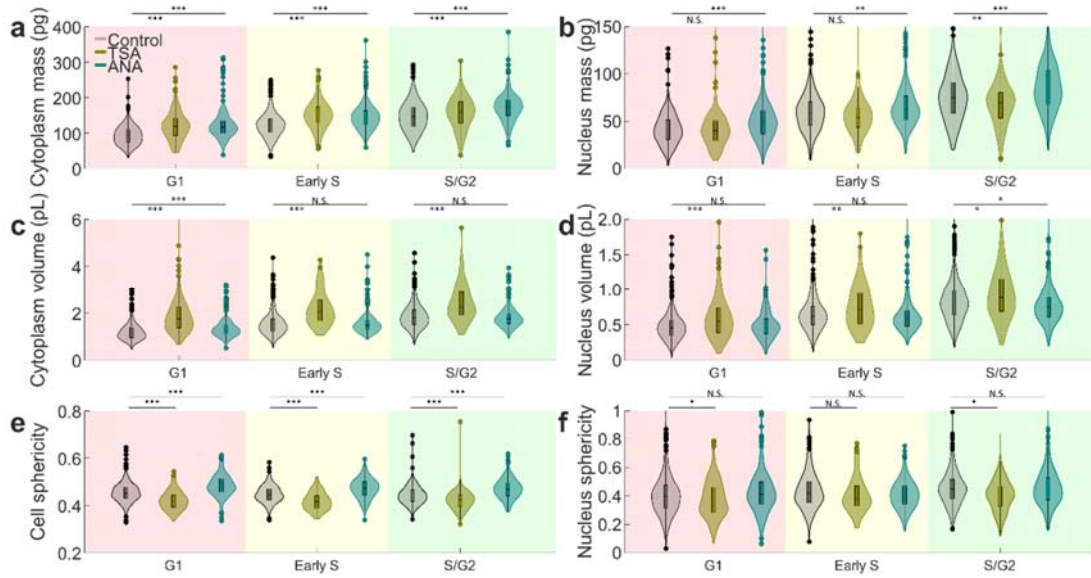 a
Cytoplasm mass (pg)
400
300
200
100
0
Control
TSA
ANA
***
***
***
***
***
***
G1
Early S
S/G2
b
Nucleus mass (pg)
150
100
50
0
***
N.S.
**
N.S.
***
**
G1
Early S
S/G2
c
Cytoplasm volume (pL)
6
4
2
0
***
***
N.S.
***
N.S.
***
G1
Early S
S/G2
d
Nucleus volume (pL)
2.0
1.5
1.0
0.5
0
N.S.
***
N.S.
**
*
*
G1
Early S
S/G2
e
Cell sphericity
0.8
0.6
0.4
0.2
***
***
***
***
***
***
G1
Early S
S/G2
f
Nucleus sphericity
1
0.8
0.6
0.4
0.2
0
N.S.
*
N.S.
N.S.
N.S.
*
G1
Early S
S/G2